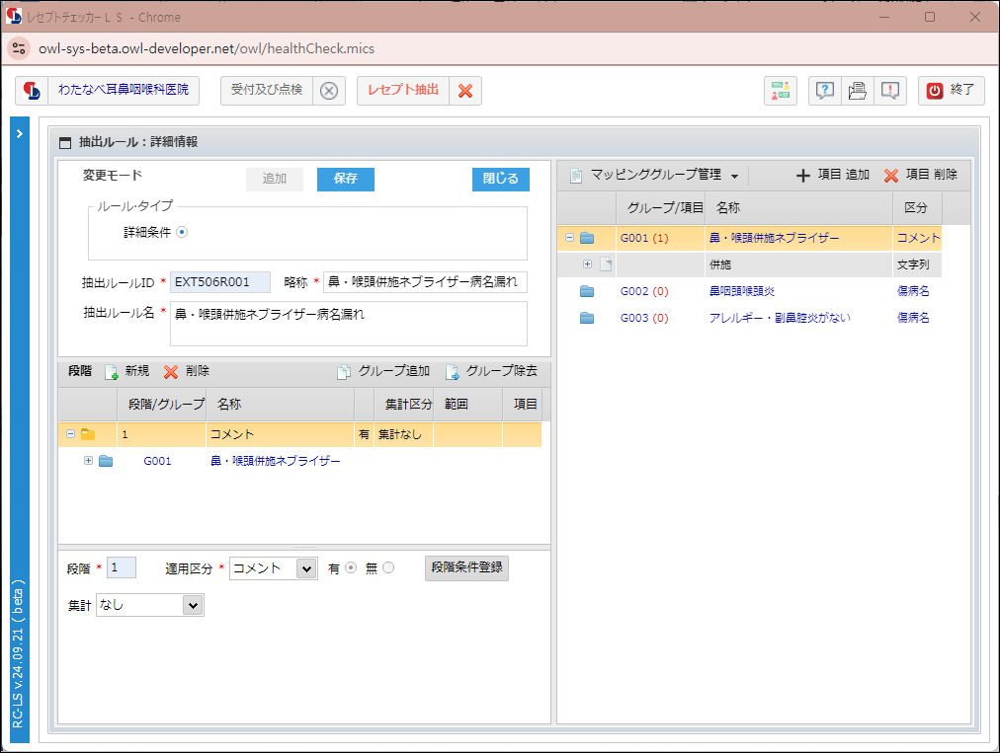 レセプトチェッカーＬＳ - Chrome
owl-sys-beta.owl-developer.net/owl/healthCheck.mics
わたなべ耳鼻咽喉科医院 受付及び点検 レセプト抽出 終了
抽出ルール：詳細情報
変更モード 追加 保存 閉じる
ルール・タイプ
詳細条件
抽出ルールID * EXT506R001 略称 * 鼻・喉頭併施ネブライザー病名漏れ
抽出ルール名 * 鼻・喉頭併施ネブライザー病名漏れ
段階 新規 削除 グループ追加 グループ除去
段階/グループ 名称 集計区分 範囲 項目
1 コメント 有 集計なし
G001 鼻・喉頭併施ネブライザー
段階 * 1 適用区分 * コメント 有 無 段階条件登録
集計 なし
マッピンググループ管理 項目 追加 項目 削除
グループ/項目 名称 区分
G001 (1) 鼻・喉頭併施ネブライザー コメント
併施 文字列
G002 (0) 鼻咽頭喉頭炎 傷病名
G003 (0) アレルギー・副鼻腔炎がない 傷病名
RC-LS v.24.09.21 ( beta )